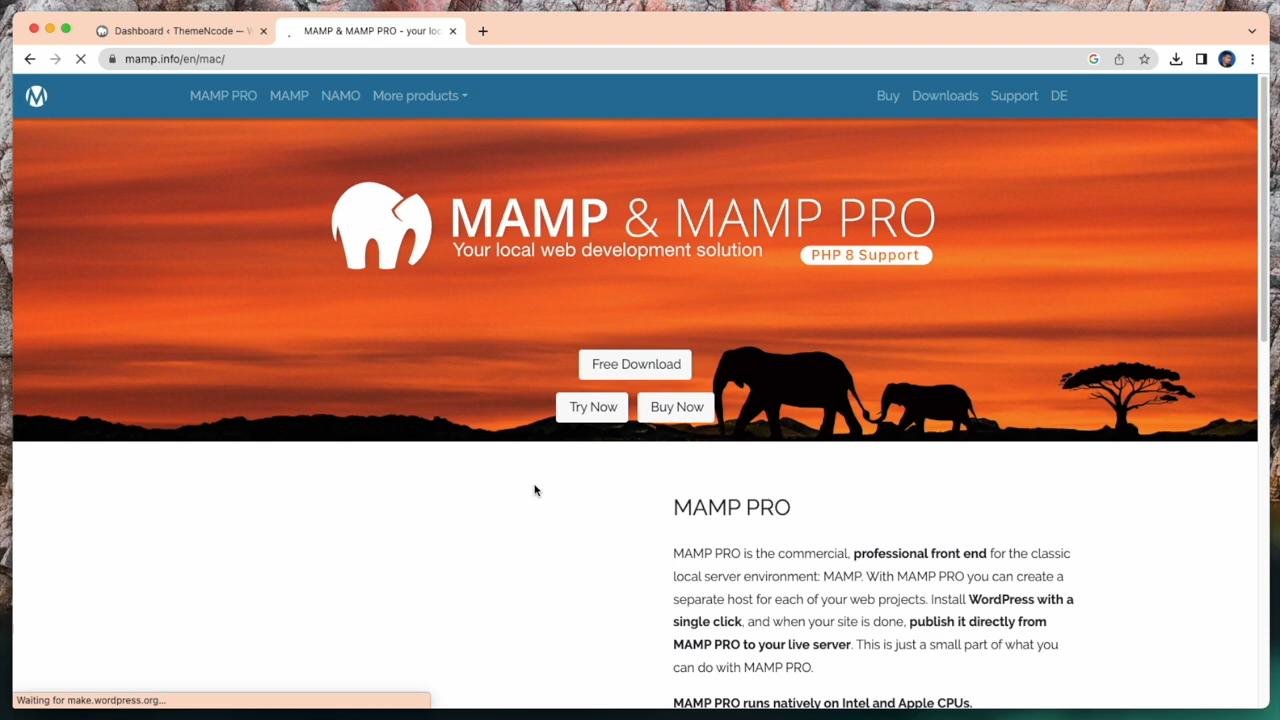 Dashboard ‹ ThemeNcode — W
MAMP & MAMP PRO - your loc
mamp.info/en/mac/
MAMP PRO
MAMP
NAMO
More products
Buy
Downloads
Support
DE
MAMP & MAMP PRO
Your local web development solution
PHP 8 Support
Free Download
Try Now
Buy Now
MAMP PRO
MAMP PRO is the commercial, professional front end for the classic
local server environment: MAMP. With MAMP PRO you can create a
separate host for each of your web projects. Install WordPress with a
single click, and when your site is done, publish it directly from
MAMP PRO to your live server. This is just a small part of what you
can do with MAMP PRO.
MAMP PRO runs natively on Intel and Apple CPUs.
Waiting for make.wordpress.org...